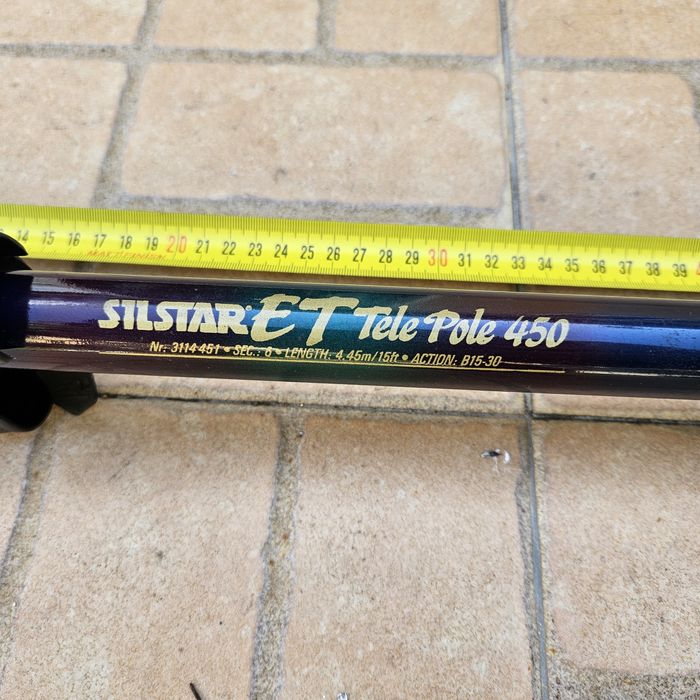 14 15 16 17 18 19 20 21 22 23 24 25 26 27 28 29 30 31 32 33 34 35 36 37 38 39
SILSTAR® ET Tele Pole 450
Nr. 3114-451 • SEC.: 6 • LENGTH: 4.45m/15ft • ACTION: B15-30